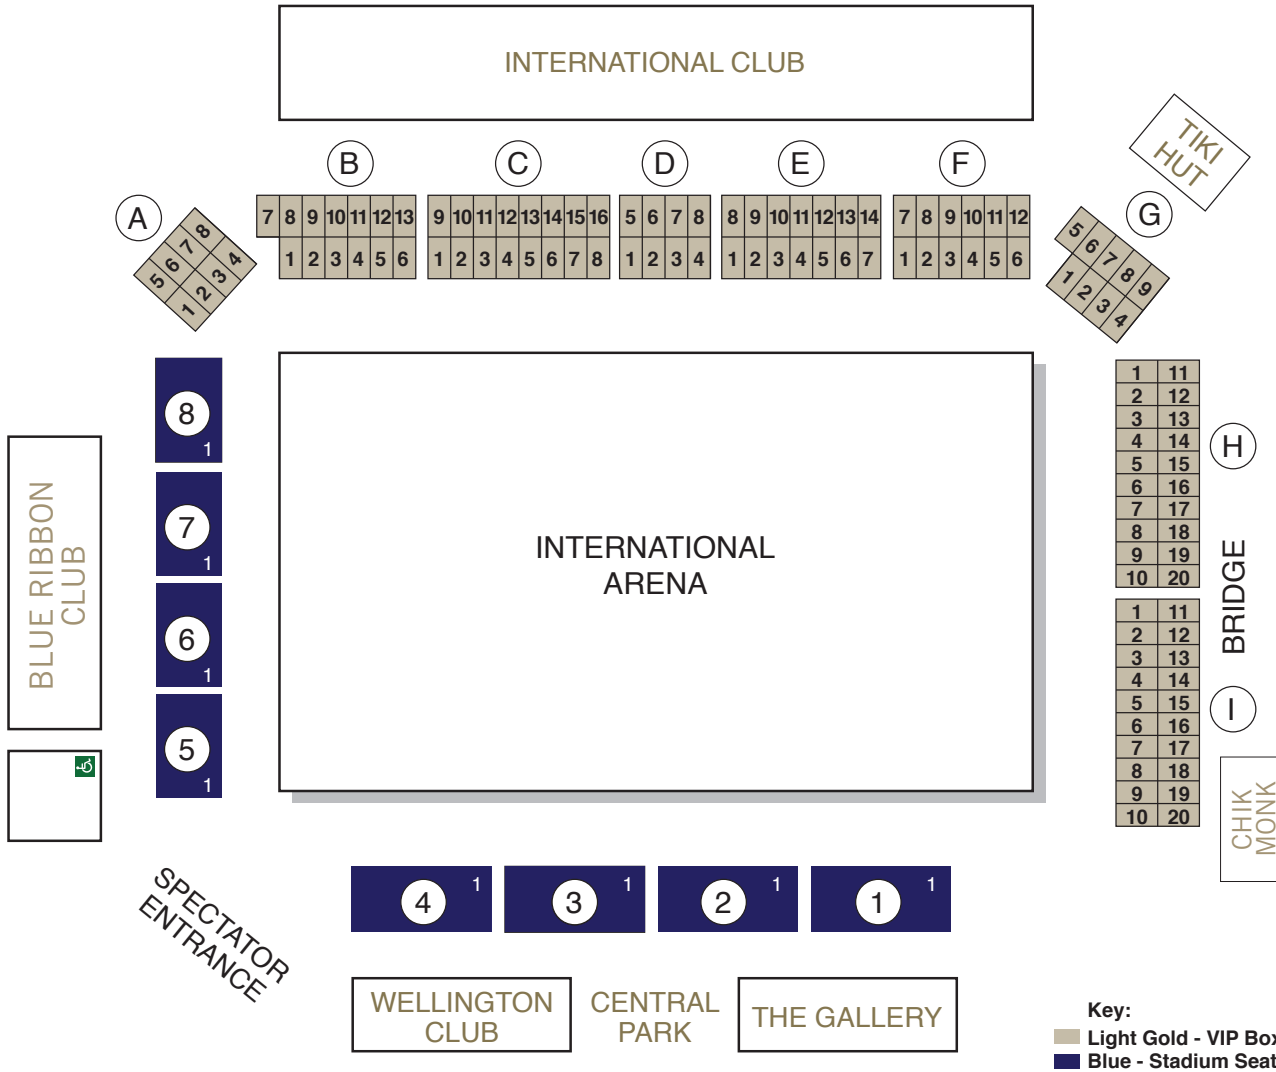 INTERNATIONAL CLUB
TIKI
HUT
A
B
C
D
E
F
G
5 6 7 8
1 2 3 4
7 8 9 10 11 12 13
1 2 3 4 5 6
9 10 11 12 13 14 15 16
1 2 3 4 5 6 7 8
5 6 7 8
1 2 3 4
8 9 10 11 12 13 14
1 2 3 4 5 6 7
7 8 9 10 11 12
1 2 3 4 5 6
5 6 7 8 9
1 2 3 4
8
1
7
1
6
1
5
1
BLUE RIBBON
CLUB
INTERNATIONAL
ARENA
1 11
2 12
3 13
4 14
5 15
6 16
7 17
8 18
9 19
10 20
H
BRIDGE
1 11
2 12
3 13
4 14
5 15
6 16
7 17
8 18
9 19
10 20
I
CHIK
MONK
SPECTATOR
ENTRANCE
4 1
3 1
2 1
1 1
WELLINGTON
CLUB
CENTRAL
PARK
THE GALLERY
Key:
Light Gold - VIP Box
Blue - Stadium Seat